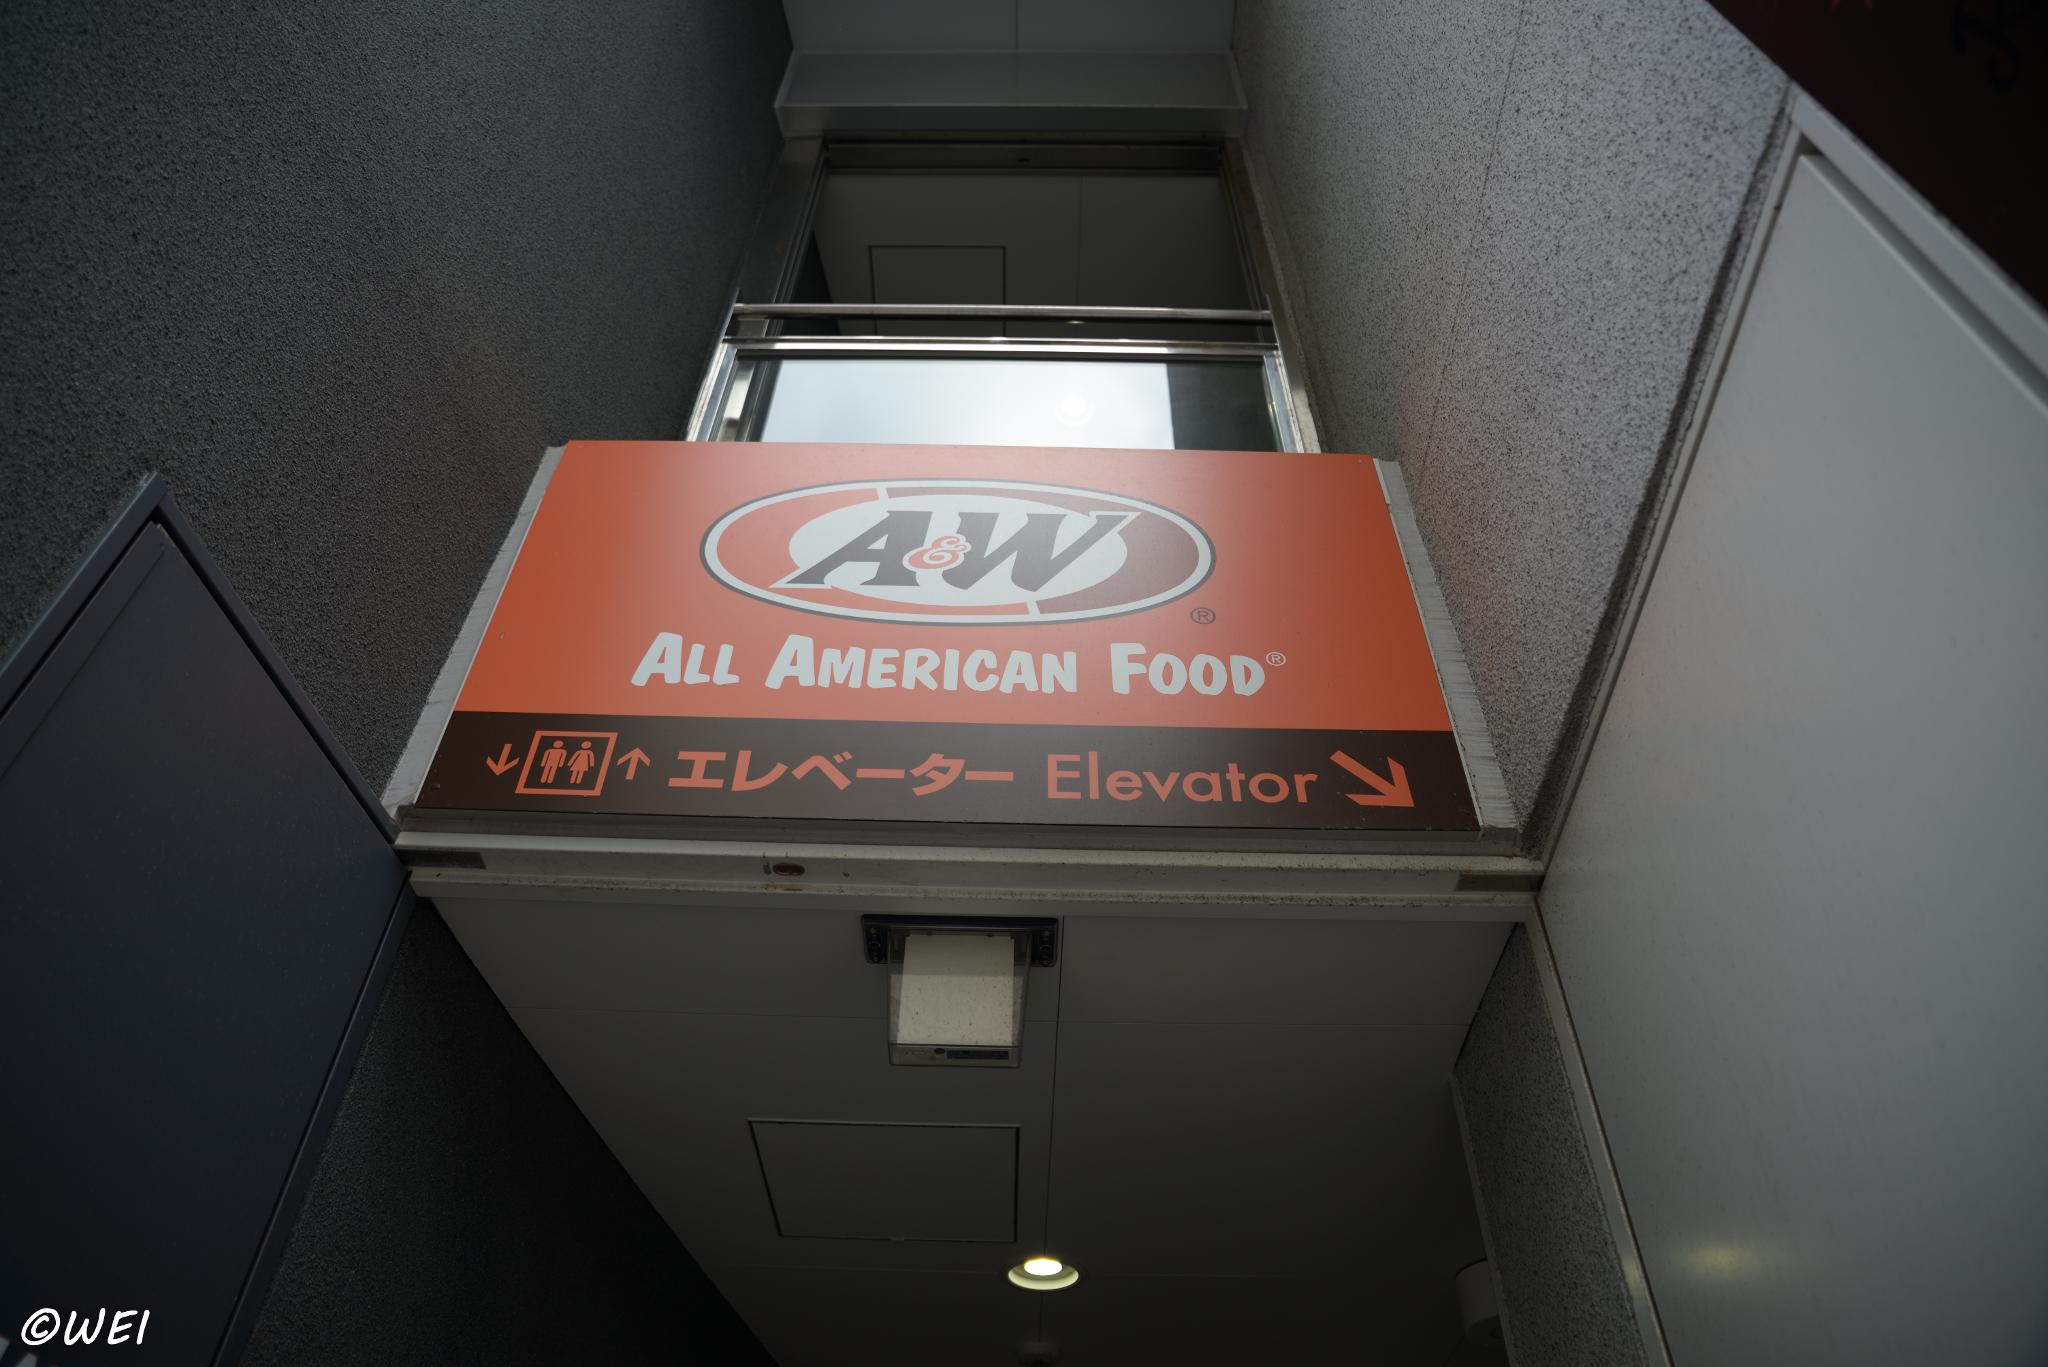 A&W®
ALL AMERICAN FOOD®
エレベーター Elevator
©WEI